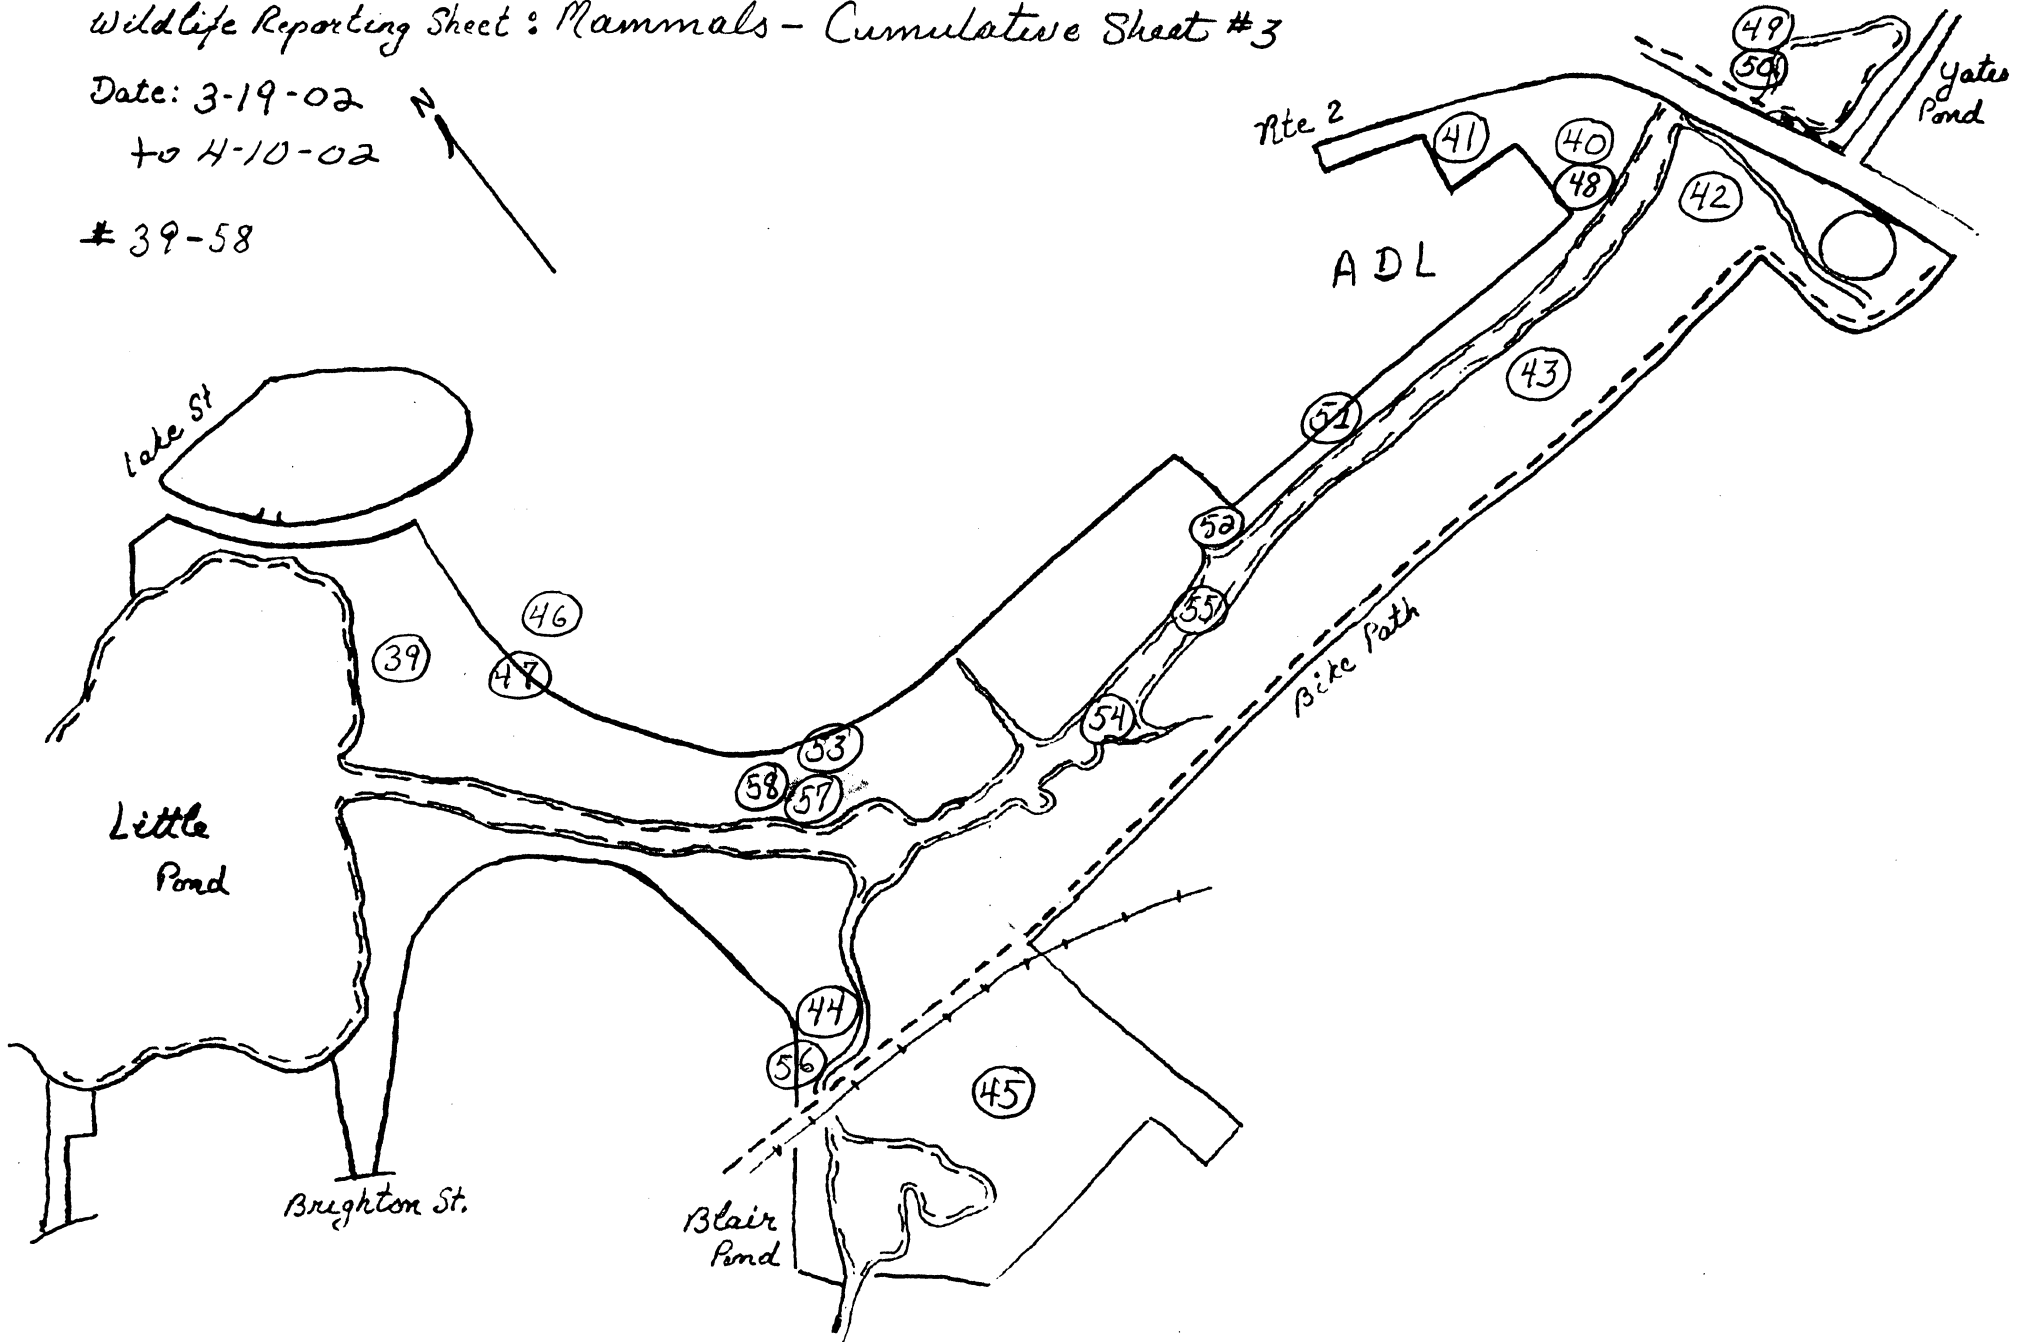 Wildlife Reporting Sheet: Mammals - Cumulative Sheet #3
Date: 3-19-02
to 4-10-02
# 39-58
N
49
50
Yates
Pond
Rte 2
41
40
48
42
ADL
43
51
Lake St
52
46
55
39
47
Bike Path
54
53
58
57
Little
Pond
44
56
45
Brighton St.
Blair
Pond